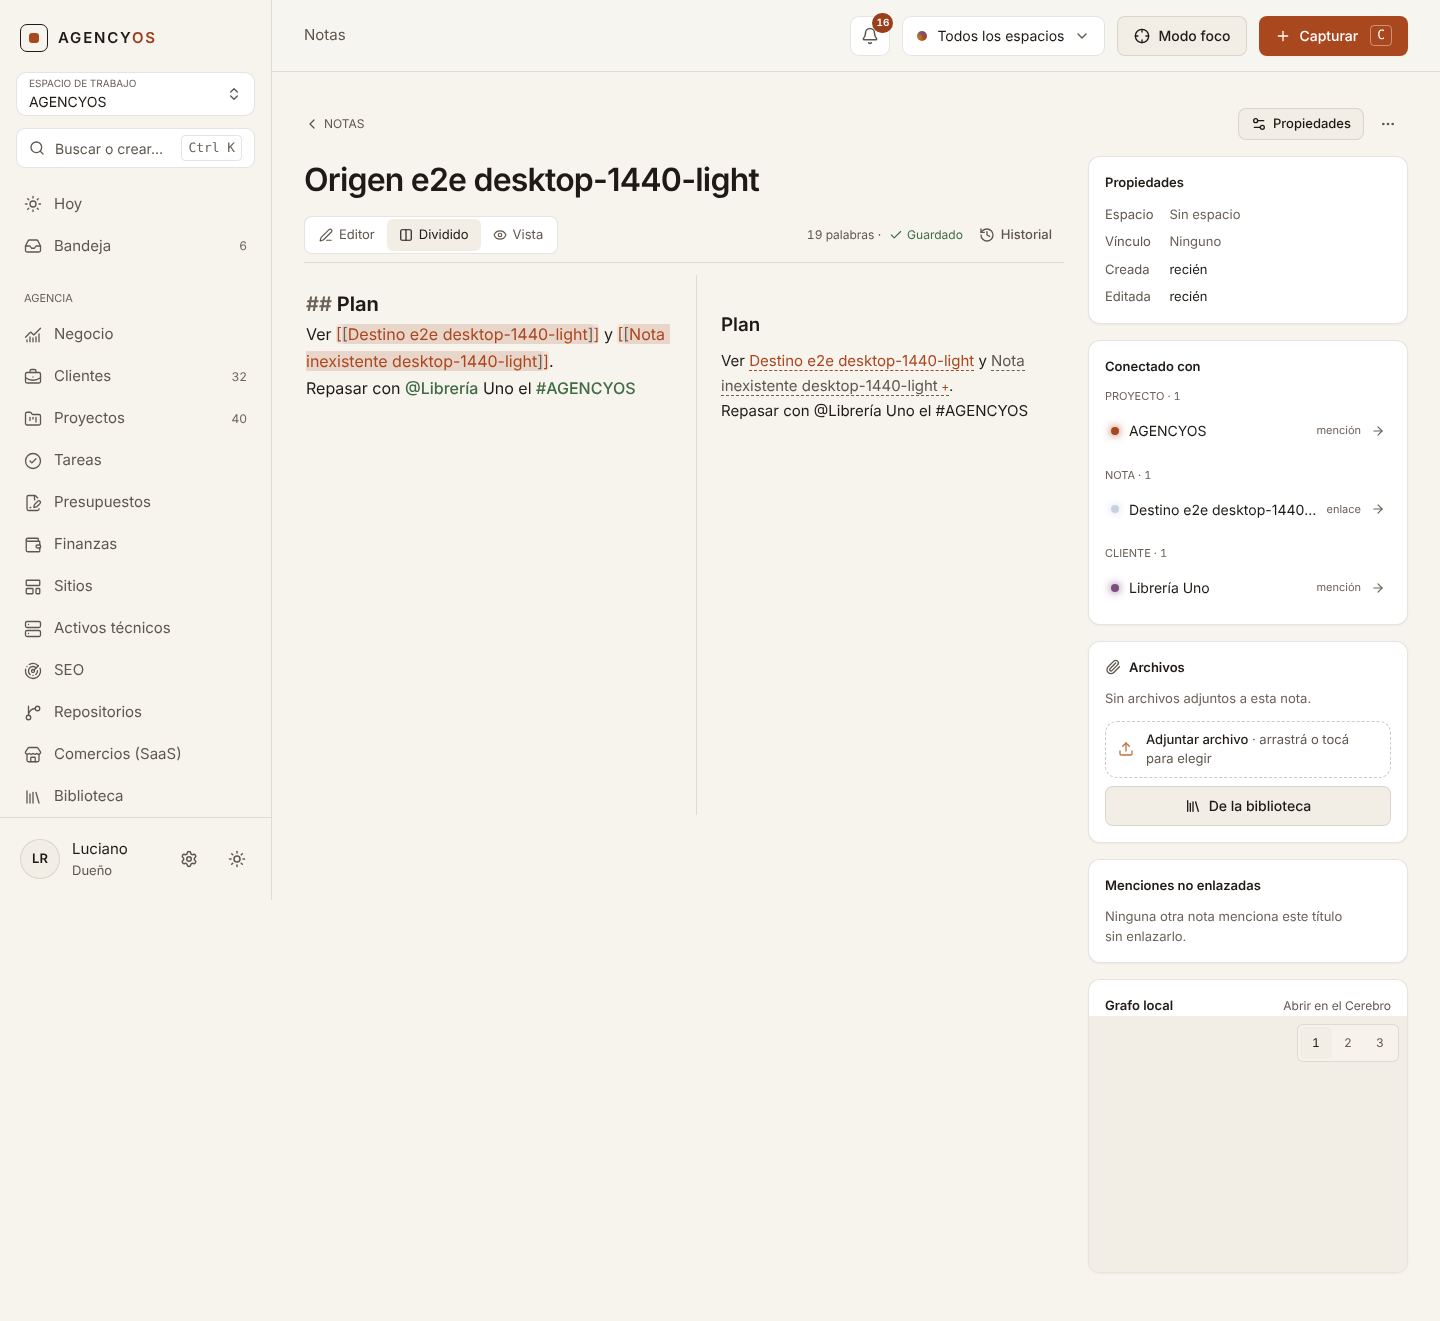 AGENCYOS
ESPACIO DE TRABAJO
AGENCYOS
Buscar o crear... Ctrl K
Hoy
Bandeja 6
AGENCIA
Negocio
Clientes 32
Proyectos 40
Tareas
Presupuestos
Finanzas
Sitios
Activos técnicos
SEO
Repositorios
Comercios (SaaS)
Biblioteca
LR
Luciano
Dueño
Notas
16
Todos los espacios
Modo foco
+ Capturar C
NOTAS
Propiedades
Origen e2e desktop-1440-light
Editor Dividido Vista
19 palabras · Guardado Historial
## Plan
Ver [[Destino e2e desktop-1440-light]] y [[Nota
inexistente desktop-1440-light]].
Repasar con @Librería Uno el #AGENCYOS
Plan
Ver Destino e2e desktop-1440-light y Nota
inexistente desktop-1440-light +.
Repasar con @Librería Uno el #AGENCYOS
Propiedades
Espacio Sin espacio
Vínculo Ninguno
Creada recién
Editada recién
Conectado con
PROYECTO · 1
AGENCYOS mención
NOTA · 1
Destino e2e desktop-1440... enlace
CLIENTE · 1
Librería Uno mención
Archivos
Sin archivos adjuntos a esta nota.
Adjuntar archivo · arrastrá o tocá
para elegir
De la biblioteca
Menciones no enlazadas
Ninguna otra nota menciona este título
sin enlazarlo.
Grafo local Abrir en el Cerebro
1 2 3